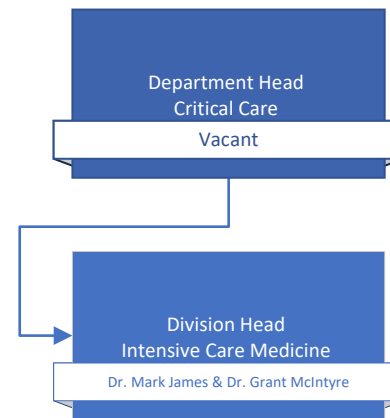 Department Head
Critical Care
Vacant
Division Head
Intensive Care Medicine
Dr. Mark James & Dr. Grant McIntyre